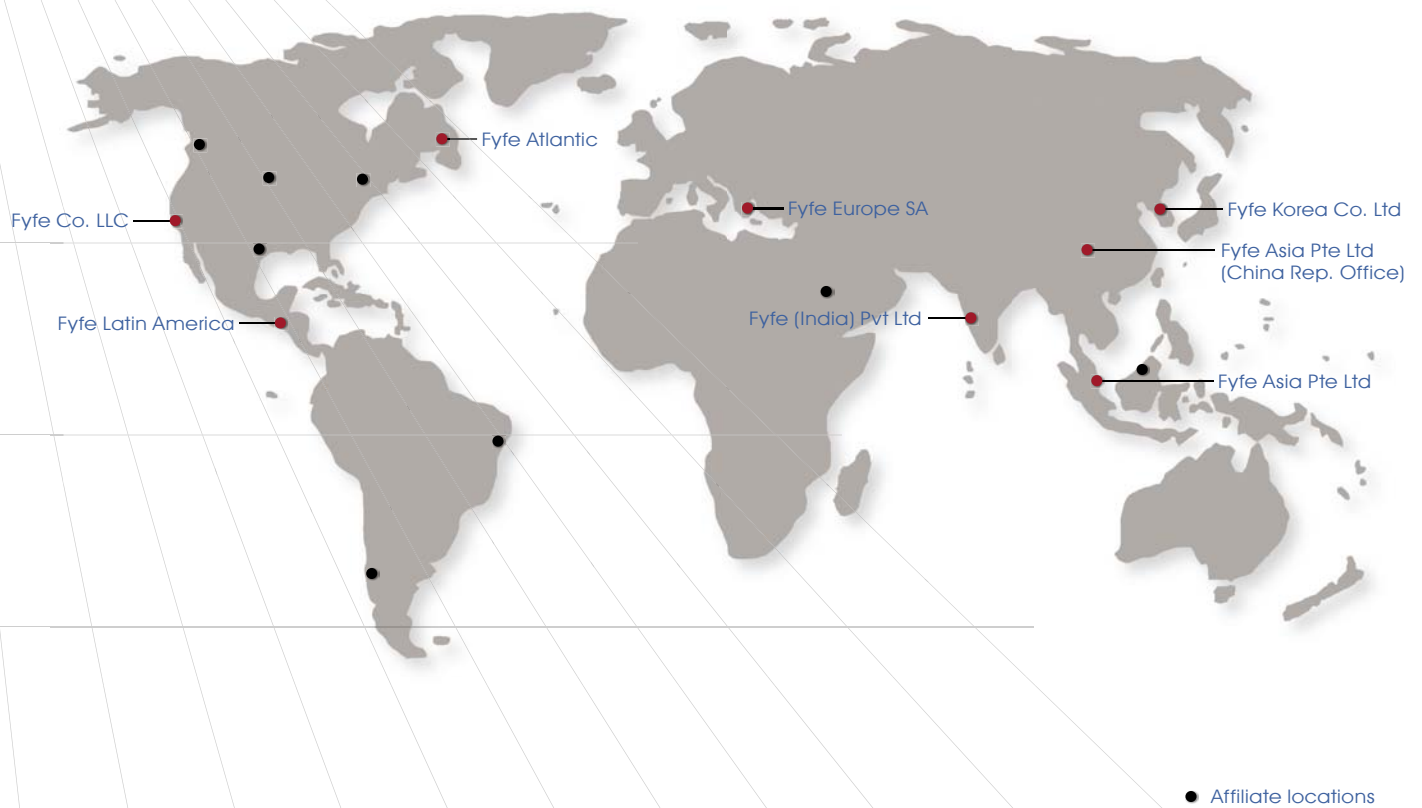 Fyfe Atlantic
Fyfe Co. LLC
Fyfe Europe SA
Fyfe Korea Co. Ltd
Fyfe Asia Pte Ltd
(China Rep. Office)
Fyfe Latin America
Fyfe (India) Pvt Ltd
Fyfe Asia Pte Ltd
Affiliate locations